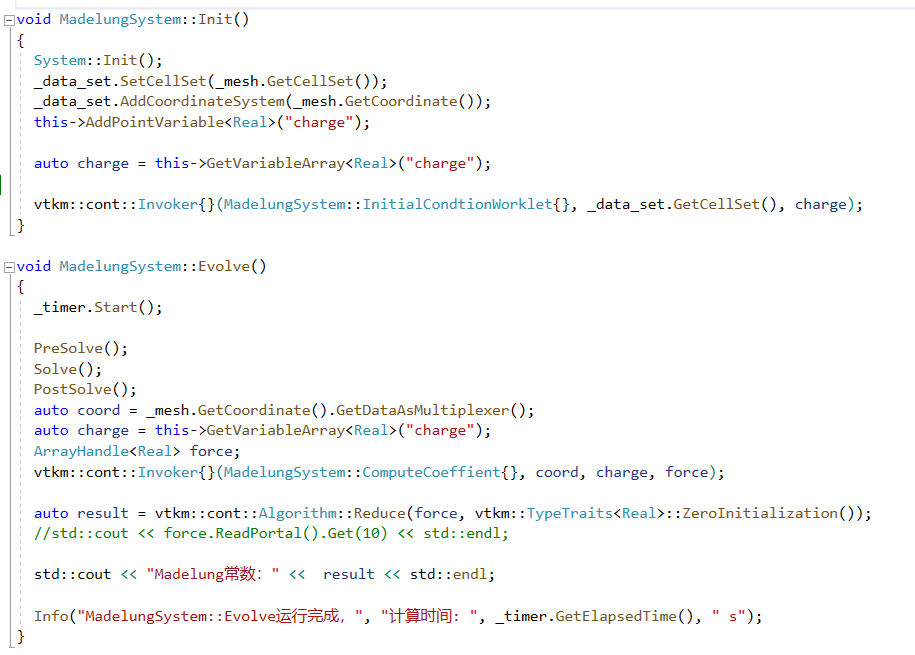 void MadelungSystem::Init()
{
  System::Init();
  _data_set.SetCellSet(_mesh.GetCellSet());
  _data_set.AddCoordinateSystem(_mesh.GetCoordinate());
  this->AddPointVariable<Real>("charge");
  auto charge = this->GetVariableArray<Real>("charge");
  vtkm::cont::Invoker{}(MadelungSystem::InitialCondtionWorklet{}, _data_set.GetCellSet(), charge);
}
void MadelungSystem::Evolve()
{
  _timer.Start();
  PreSolve();
  Solve();
  PostSolve();
  auto coord = _mesh.GetCoordinate().GetDataAsMultiplexer();
  auto charge = this->GetVariableArray<Real>("charge");
  ArrayHandle<Real> force;
  vtkm::cont::Invoker{}(MadelungSystem::ComputeCoeffient{}, coord, charge, force);
  auto result = vtkm::cont::Algorithm::Reduce(force, vtkm::TypeTraits<Real>::ZeroInitialization());
  //std::cout << force.ReadPortal().Get(10) << std::endl;
  std::cout << "Madelung常数：" <<  result << std::endl;
  Info("MadelungSystem::Evolve运行完成，", "计算时间：", _timer.GetElapsedTime(), " s");
}